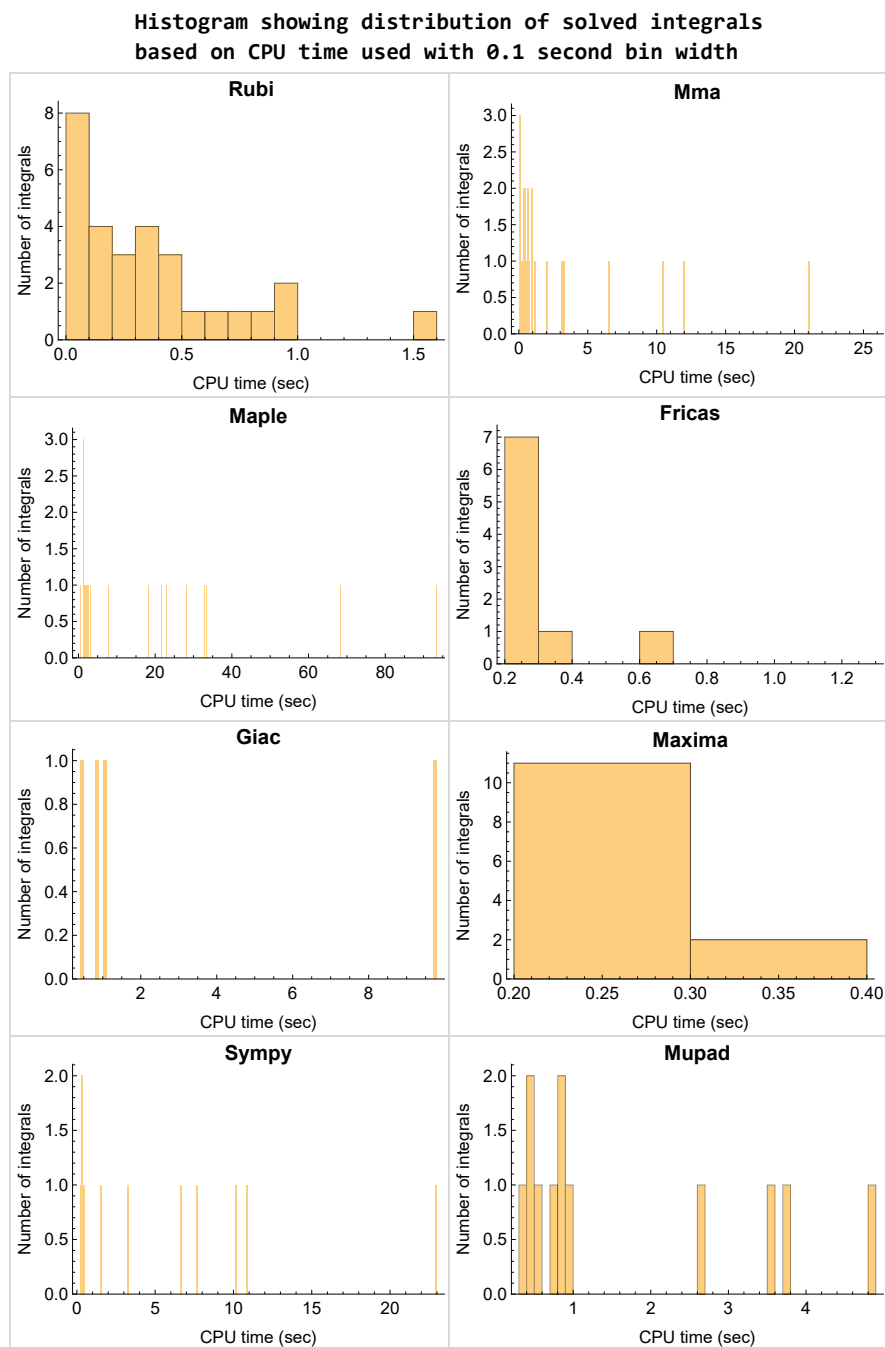 Histogram showing distribution of solved integrals
based on CPU time used with 0.1 second bin width
Rubi
Number of integrals
8
6
4
2
0
0.0 0.5 1.0 1.5
CPU time (sec)
Mma
Number of integrals
3.0
2.5
2.0
1.5
1.0
0.5
0.0
0 5 10 15 20 25
CPU time (sec)
Maple
Number of integrals
3.0
2.5
2.0
1.5
1.0
0.5
0.0
0 20 40 60 80
CPU time (sec)
Fricas
Number of integrals
7
6
5
4
3
2
1
0
0.2 0.4 0.6 0.8 1.0 1.2
CPU time (sec)
Giac
Number of integrals
1.0
0.8
0.6
0.4
0.2
0.0
2 4 6 8
CPU time (sec)
Maxima
Number of integrals
10
8
6
4
2
0
0.20 0.25 0.30 0.35 0.40
CPU time (sec)
Sympy
Number of integrals
2.0
1.5
1.0
0.5
0.0
0 5 10 15 20
CPU time (sec)
Mupad
Number of integrals
2.0
1.5
1.0
0.5
0.0
1 2 3 4
CPU time (sec)